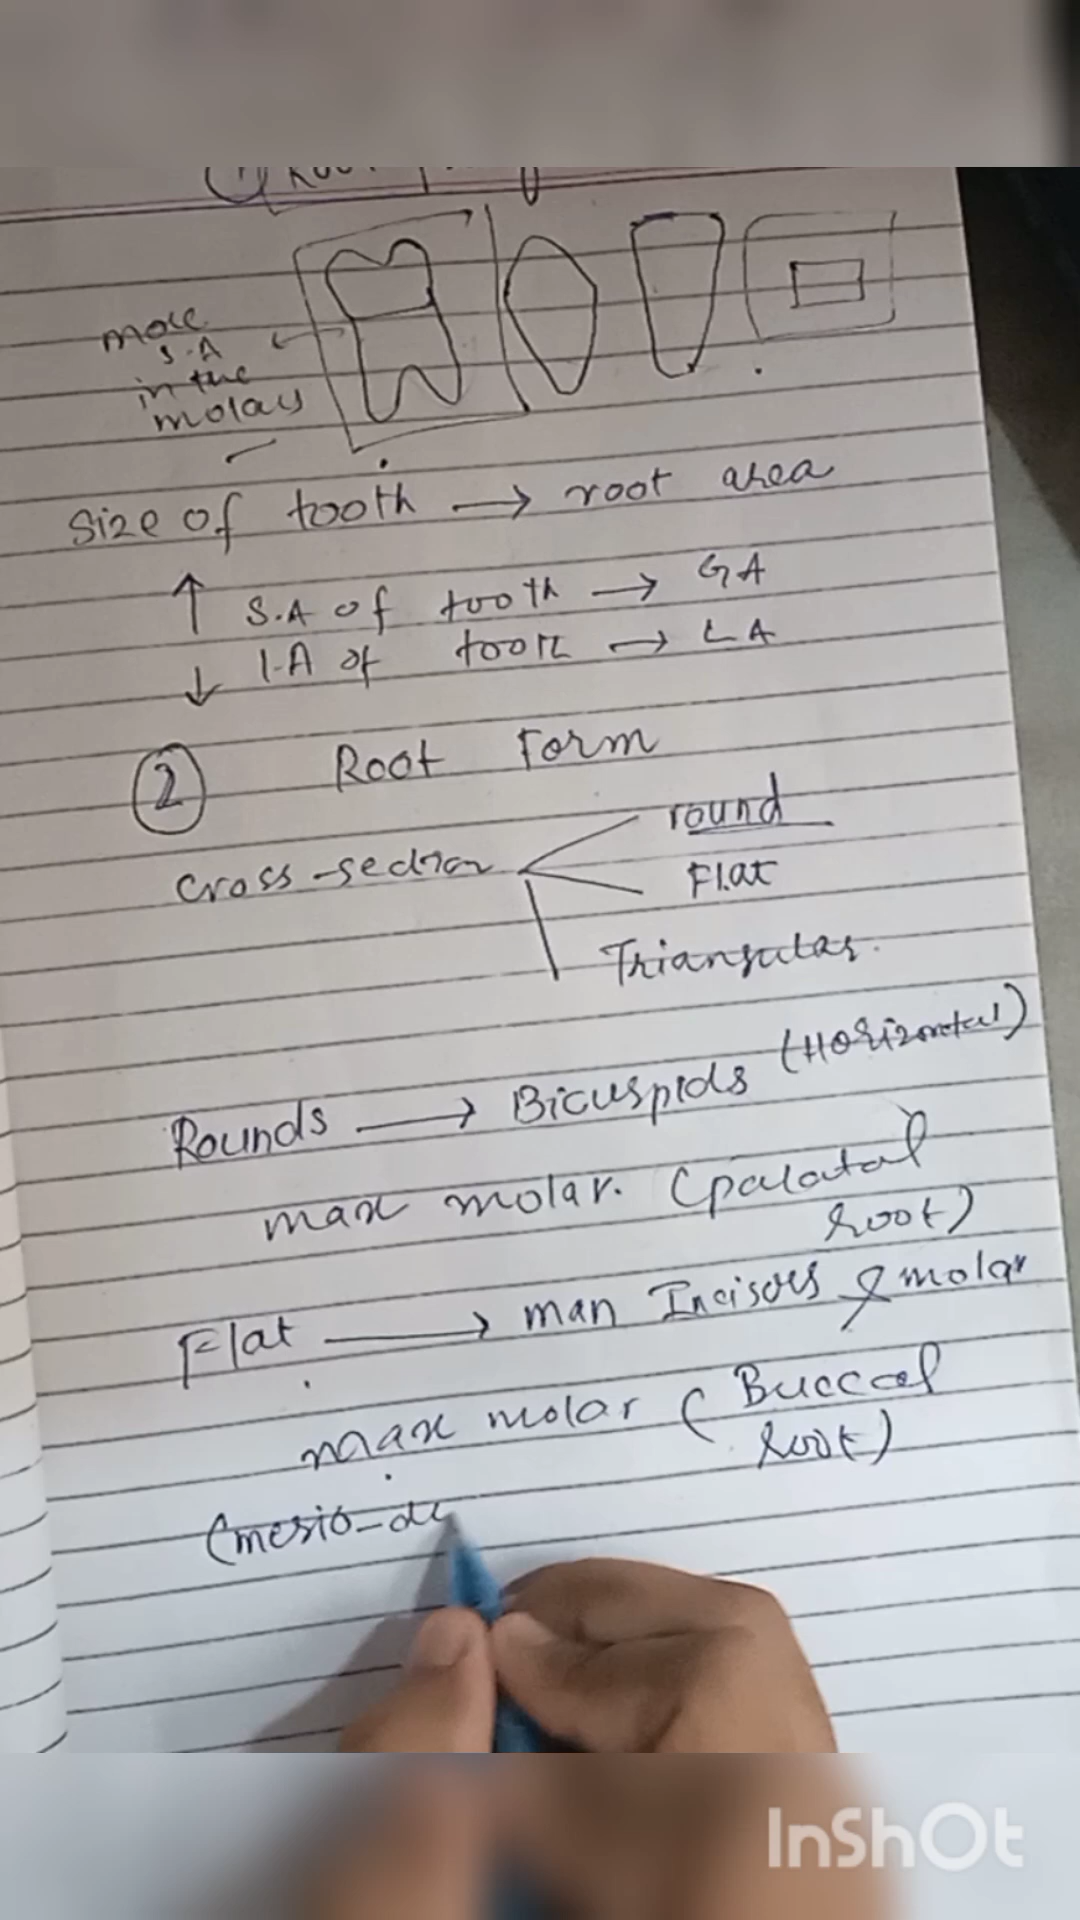 more
S.A
in the
molars
Size of tooth → root area
↑ S.A of tooth → GA
↓ 1-A of tooth → LA
② Root Form
Cross-section round
Flat
Triangular.
Rounds → Bicuspids (Horizontal)
max molar. (palatal
root)
Flat → man Incisors & molar
max molar ( Buccal
root)
(mesio-di
InShOt